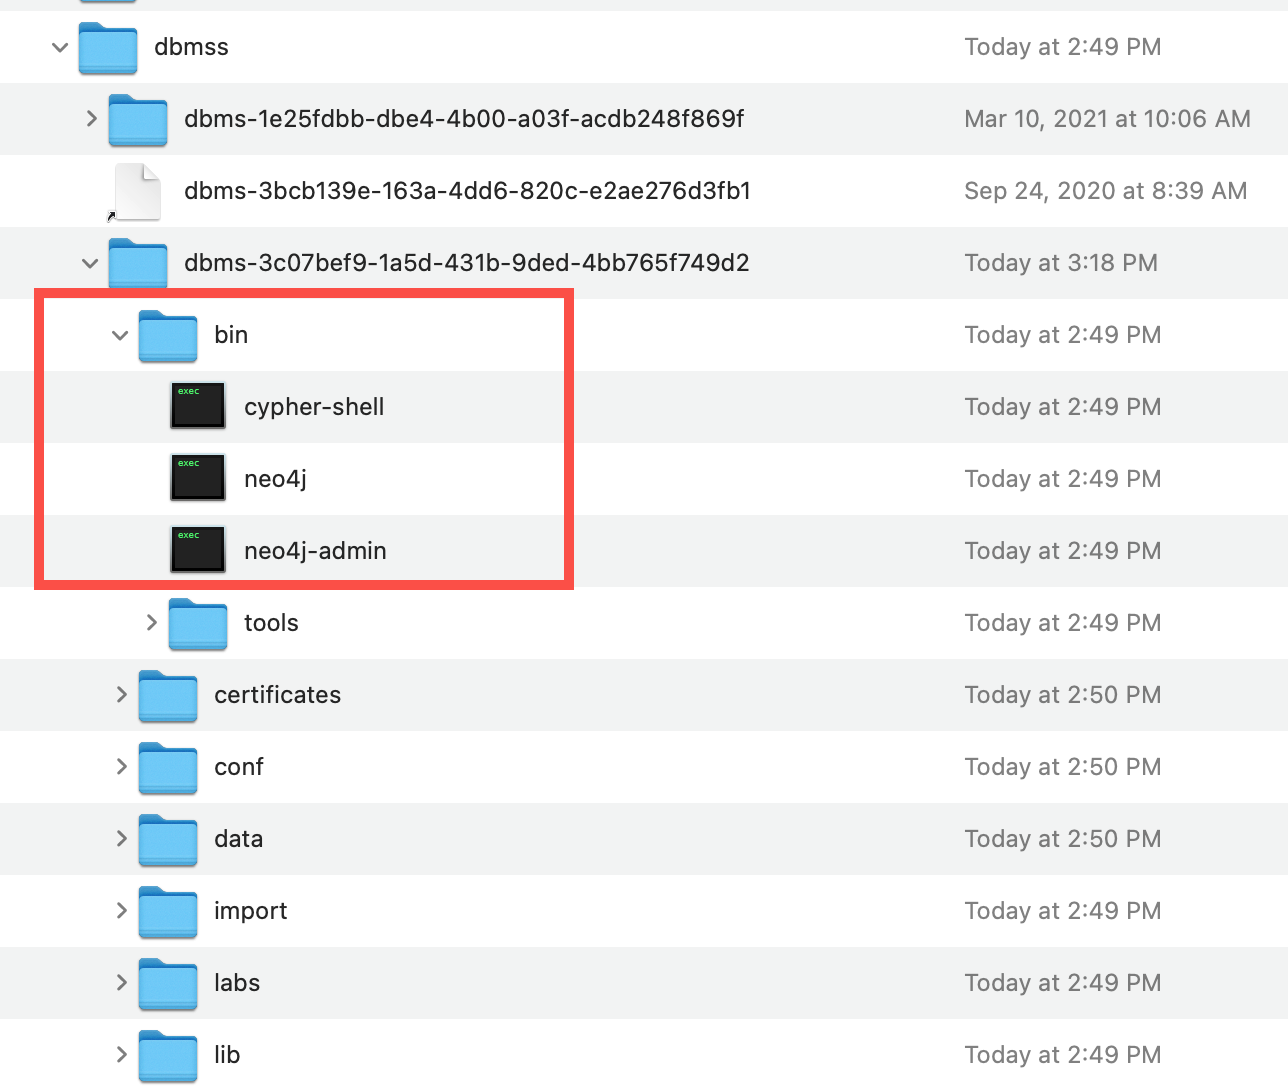 dbmss Today at 2:49 PM
dbms-1e25fdbb-dbe4-4b00-a03f-acdb248f869f Mar 10, 2021 at 10:06 AM
dbms-3bcb139e-163a-4dd6-820c-e2ae276d3fb1 Sep 24, 2020 at 8:39 AM
dbms-3c07bef9-1a5d-431b-9ded-4bb765f749d2 Today at 3:18 PM
bin Today at 2:49 PM
exec cypher-shell Today at 2:49 PM
exec neo4j Today at 2:49 PM
exec neo4j-admin Today at 2:49 PM
tools Today at 2:49 PM
certificates Today at 2:50 PM
conf Today at 2:50 PM
data Today at 2:50 PM
import Today at 2:49 PM
labs Today at 2:49 PM
lib Today at 2:49 PM